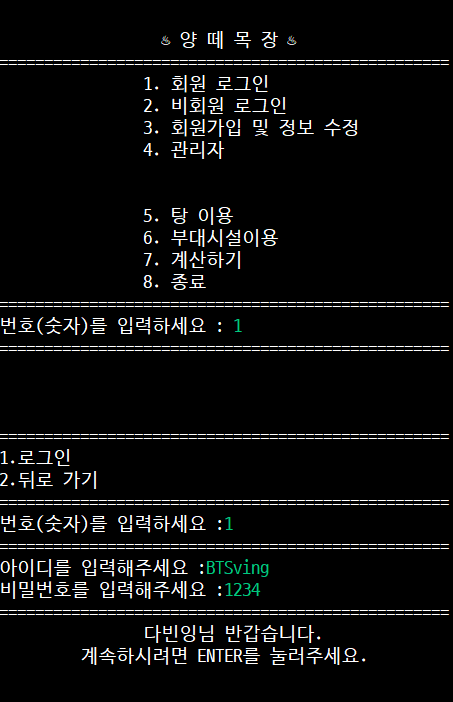 ♨ 양 떼 목 장 ♨
==================================================
1. 회원 로그인
2. 비회원 로그인
3. 회원가입 및 정보 수정
4. 관리자
5. 탕 이용
6. 부대시설이용
7. 계산하기
8. 종료
==================================================
번호(숫자)를 입력하세요 : 1
==================================================
==================================================
1.로그인
2.뒤로 가기
==================================================
번호(숫자)를 입력하세요 :1
==================================================
아이디를 입력해주세요 :BTSving
비밀번호를 입력해주세요 :1234
==================================================
다빈잉님 반갑습니다.
계속하시려면 ENTER를 눌러주세요.